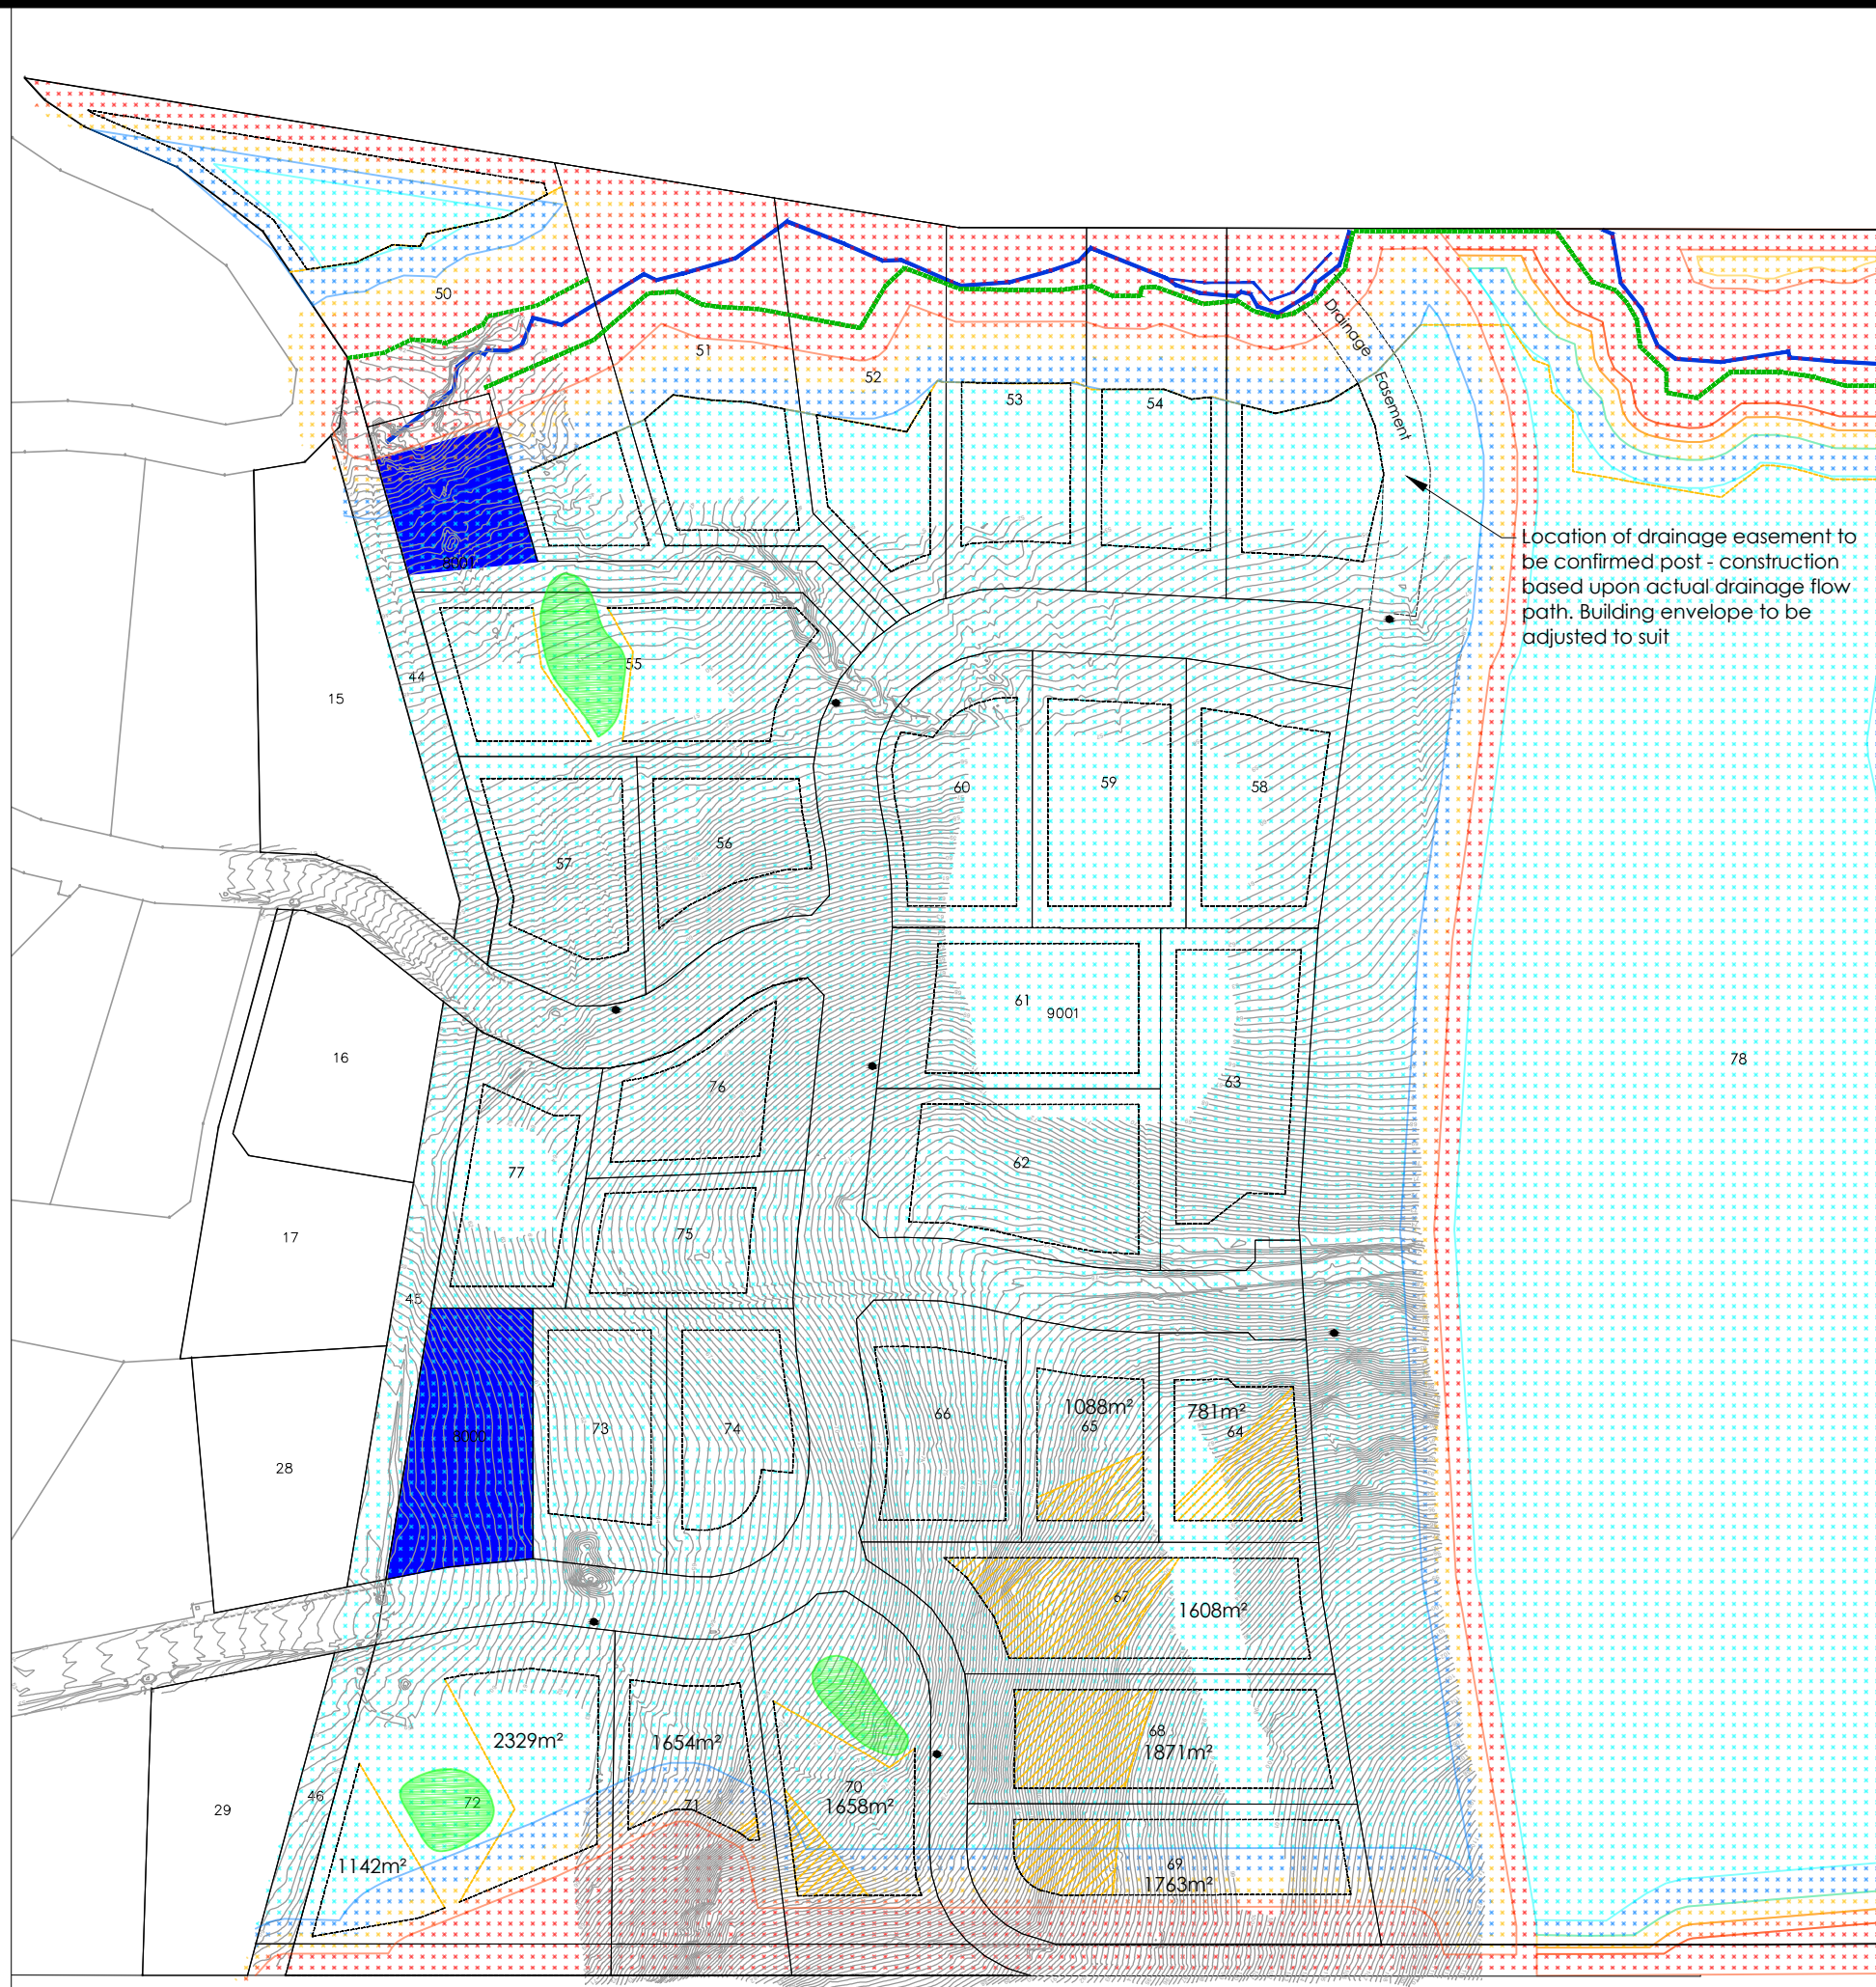 50
51
52
53
54
Drainage
Easement
Location of drainage easement to
be confirmed post - construction
based upon actual drainage flow
path. Building envelope to be
adjusted to suit
55
44
15
60
59
58
57
56
61
9001
16
78
63
76
62
77
17
75
45
1088m²
781m²
66
65
64
73
74
28
67
1608m²
2329m²
1654m²
68
1871m²
70
1658m²
46
72
71
29
1142m²
69
1763m²